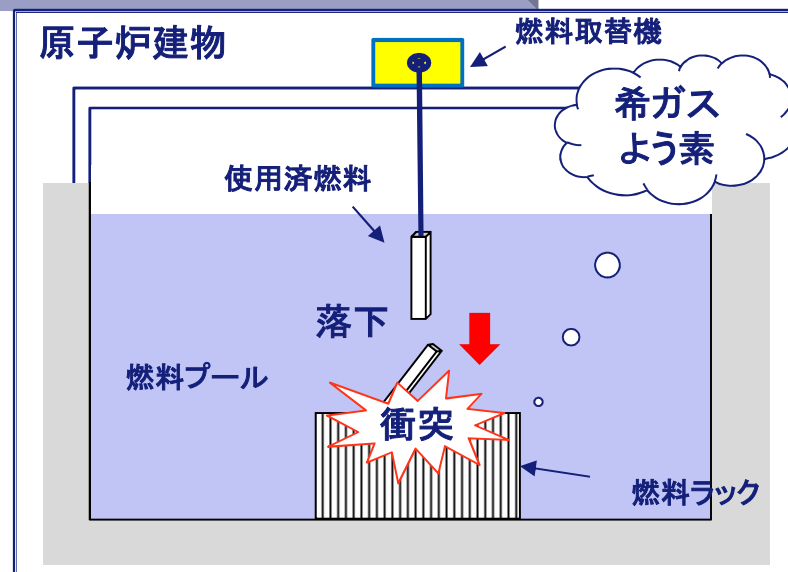 原子炉建物
燃料取替機
希ガス
よう素
使用済燃料
落下
燃料プール
衝突
燃料ラック